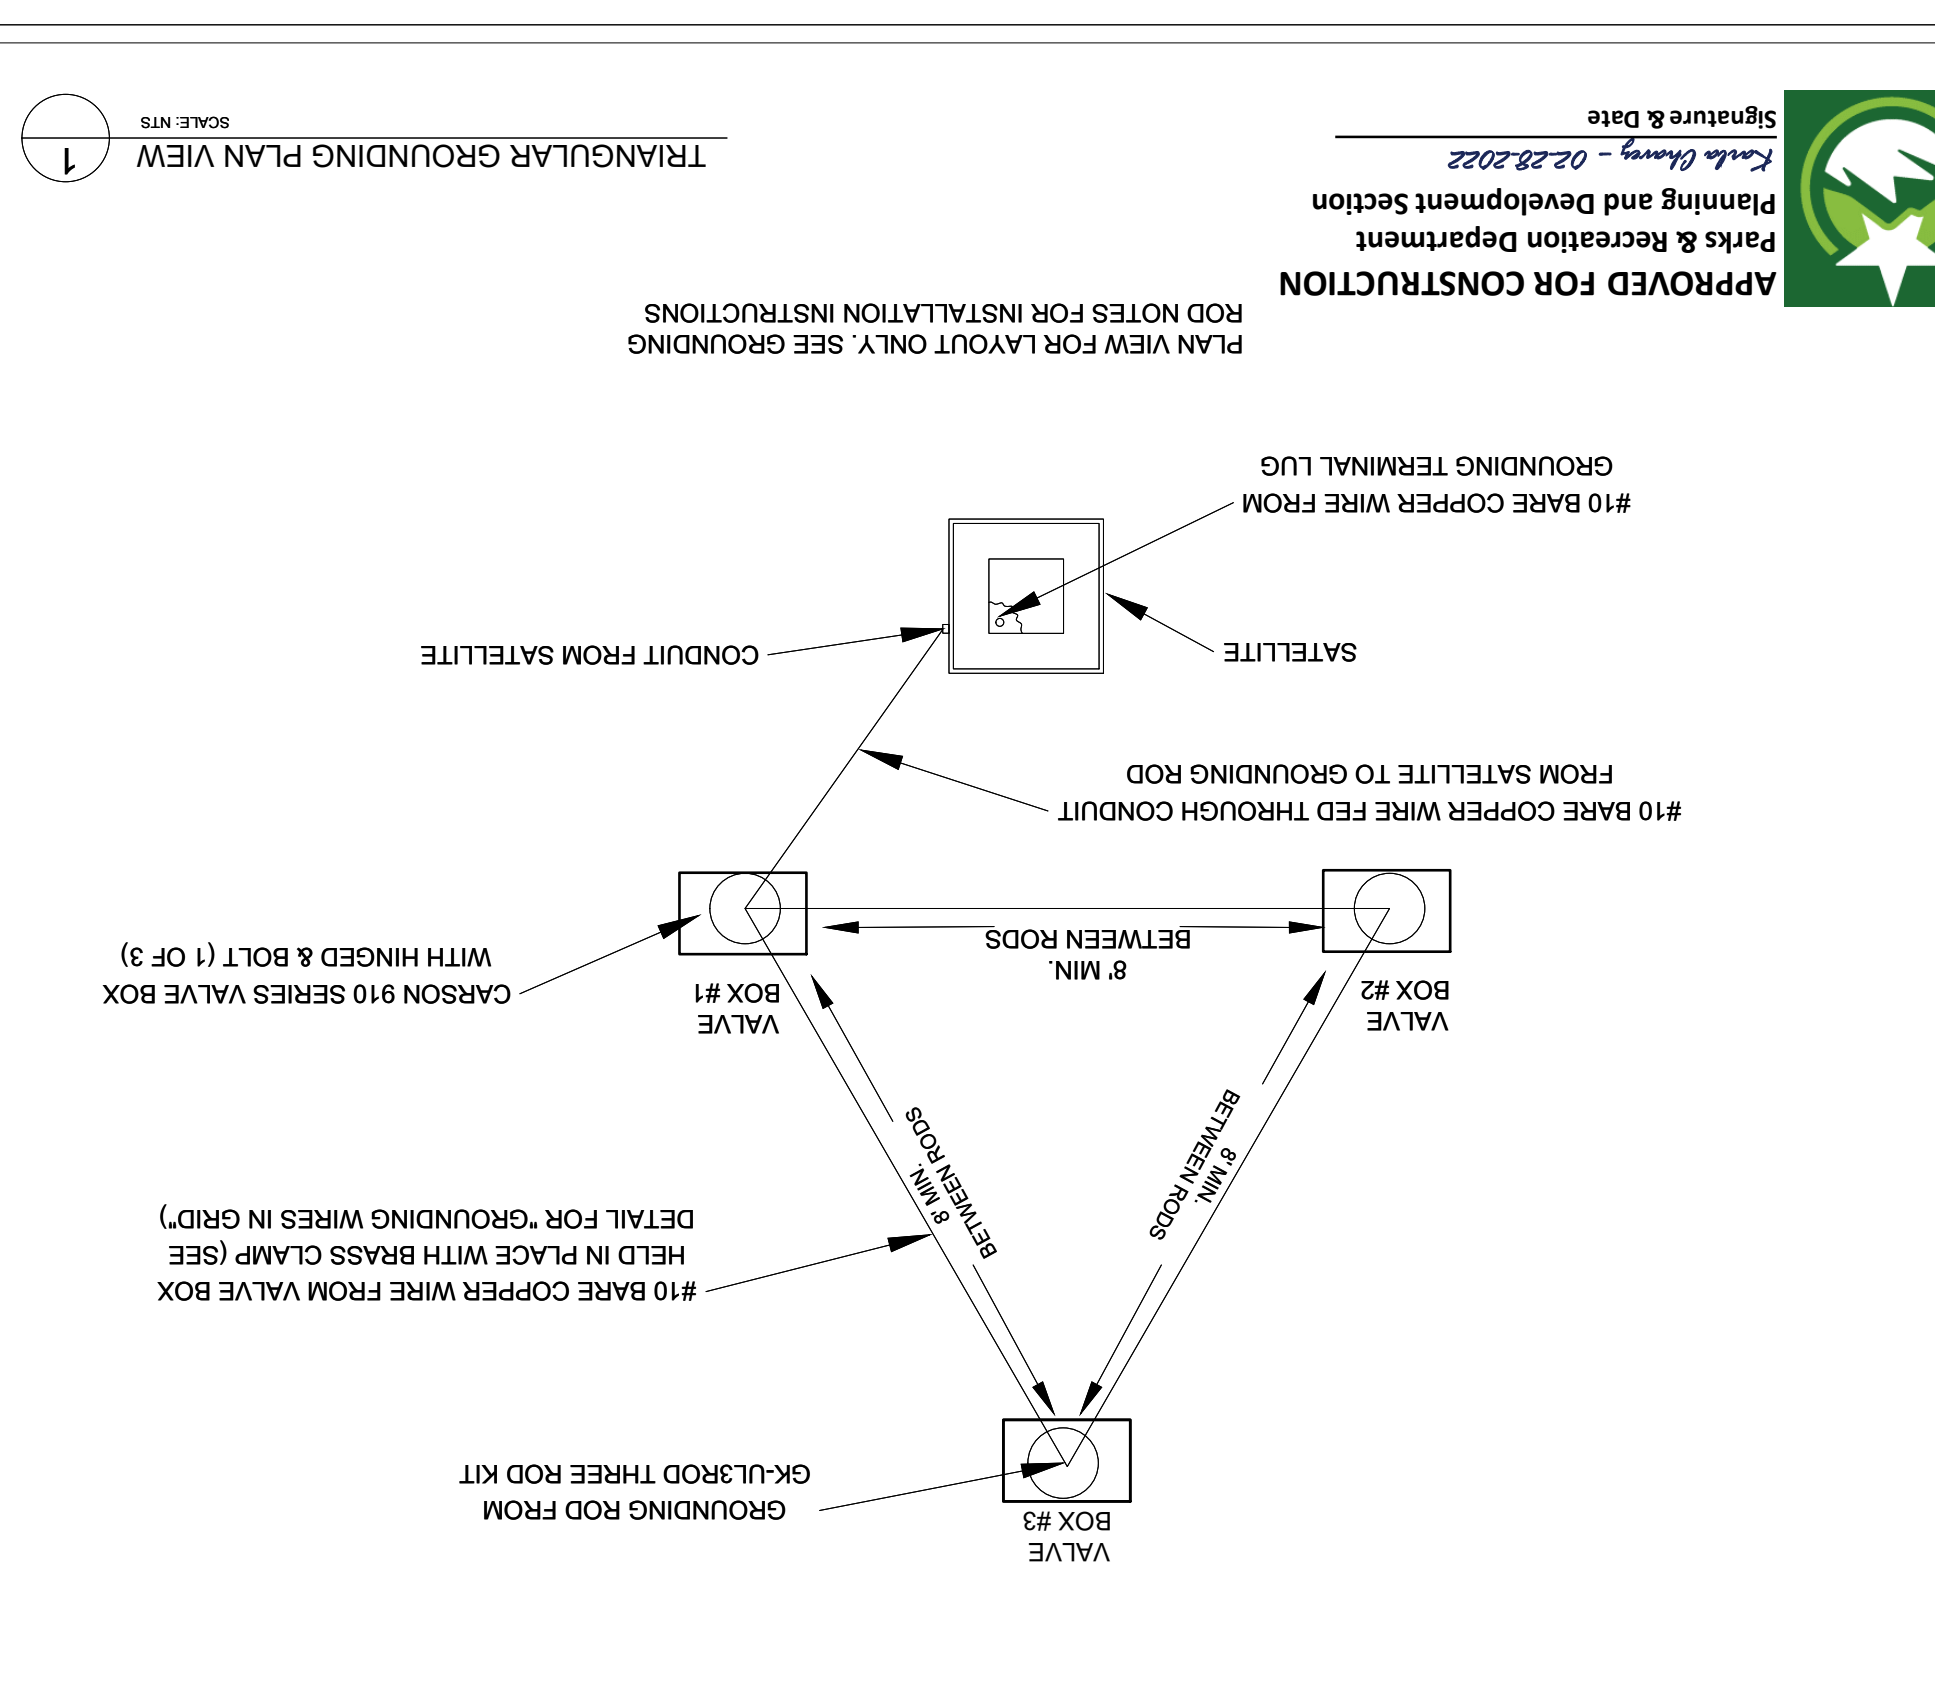 VALVE
BOX #3
GROUNDING ROD FROM
GK-UL3ROD THREE ROD KIT
#10 BARE COPPER WIRE FROM VALVE BOX
HELD IN PLACE WITH BRASS CLAMP (SEE
DETAIL FOR "GROUNDING WIRES IN GRID")
8' MIN.
BETWEEN RODS
8' MIN.
BETWEEN RODS
VALVE
BOX #2
VALVE
BOX #1
8' MIN.
BETWEEN RODS
CARSON 910 SERIES VALVE BOX
WITH HINGED & BOLT (1 OF 3)
#10 BARE COPPER WIRE FED THROUGH CONDUIT
FROM SATELLITE TO GROUNDING ROD
SATELLITE
CONDUIT FROM SATELLITE
#10 BARE COPPER WIRE FROM
GROUNDING TERMINAL LUG
PLAN VIEW FOR LAYOUT ONLY. SEE GROUNDING
ROD NOTES FOR INSTALLATION INSTRUCTIONS
APPROVED FOR CONSTRUCTION
Parks & Recreation Department
Planning and Development Section
Karla Chavez - 02-28-2022
Signature & Date
TRIANGULAR GROUNDING PLAN VIEW
SCALE: NTS
1